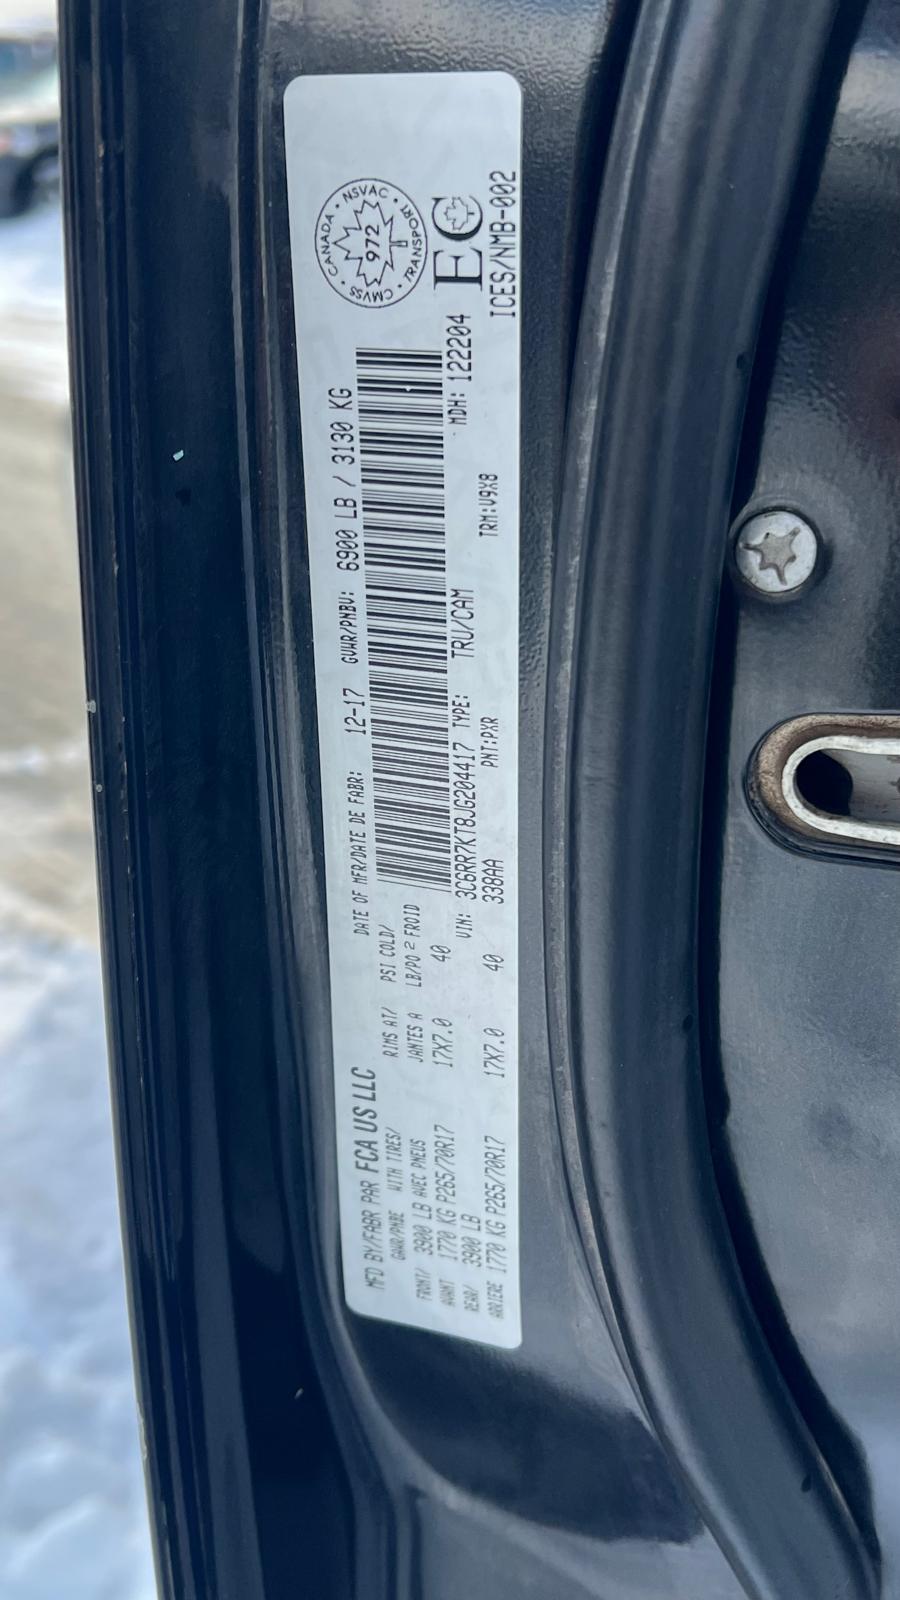 MFD BY/FABR PAR FCA US LLC
DATE OF MFR/DATE DE FABR: 12-17 GVWR/PNBV: 6900 LB / 3130 KG
GAWR/PNBE WITH TIRES/ RIMS AT/ PSI COLD/
FRONT/ 3900 LB AVEC PNEUS JANTES A LB/PO 2 FROID
AVANT 1770 KG P265/70R17 17X7.0 40
REAR/ 3900 LB
ARRIERE 1770 KG P265/70R17 17X7.0 40
VIN: 3C6RR7KT8JG204417 TYPE: TRU/CAM MDH: 122204
338AA PNT:PXR TRM:V9X8
CANADA • NSVAC • TRANSPORT • CMVSS •
972
EC
ICES/NMB-002